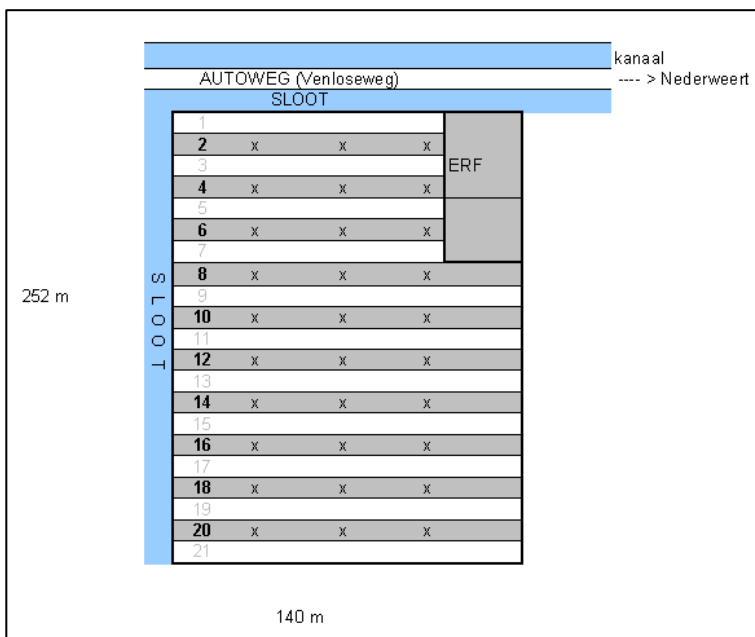 kanaal
AUTOWEG (Venloseweg)
---- > Nederweert
SLOOT
1
2 x x x
3
ERF
4 x x x
5
6 x x x
7
8 x x x
9
10 x x x
11
12 x x x
13
14 x x x
15
16 x x x
17
18 x x x
19
20 x x x
21
SLOOT
252 m
140 m